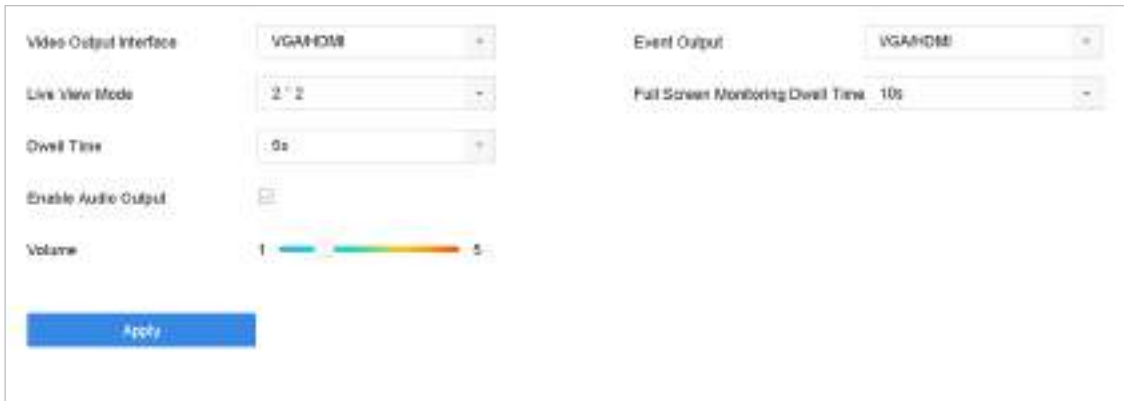 Video Output Interface VGA/HDMI Event Output VGA/HDMI
Live View Mode 2 * 2 Full Screen Monitoring Dwell Time 10s
Dwell Time 5s
Enable Audio Output
Volume 1 5
Apply